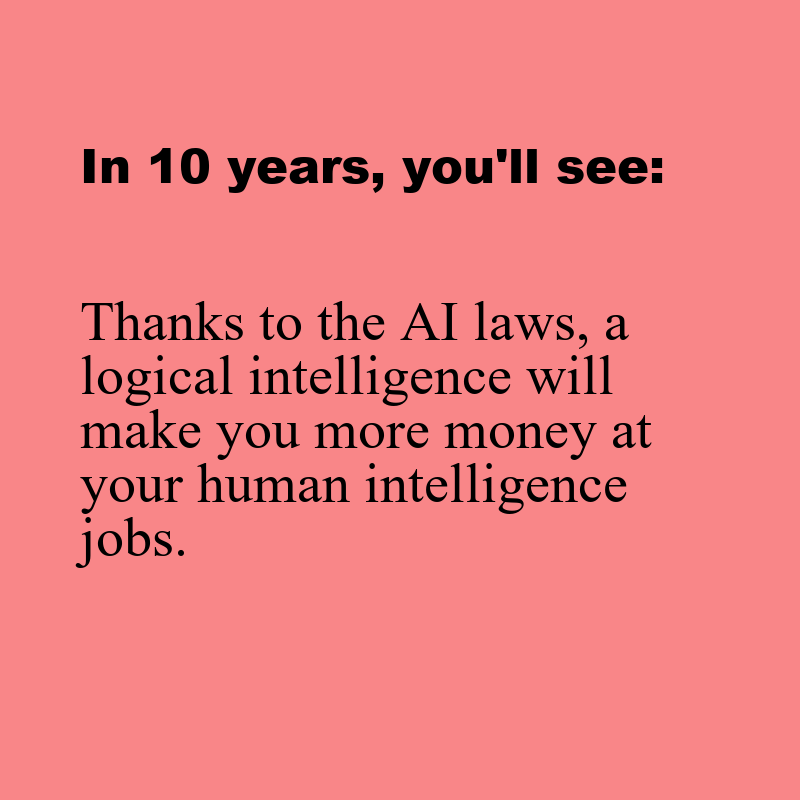 In 10 years, you'll see:
Thanks to the AI laws, a
logical intelligence will
make you more money at
your human intelligence
jobs.